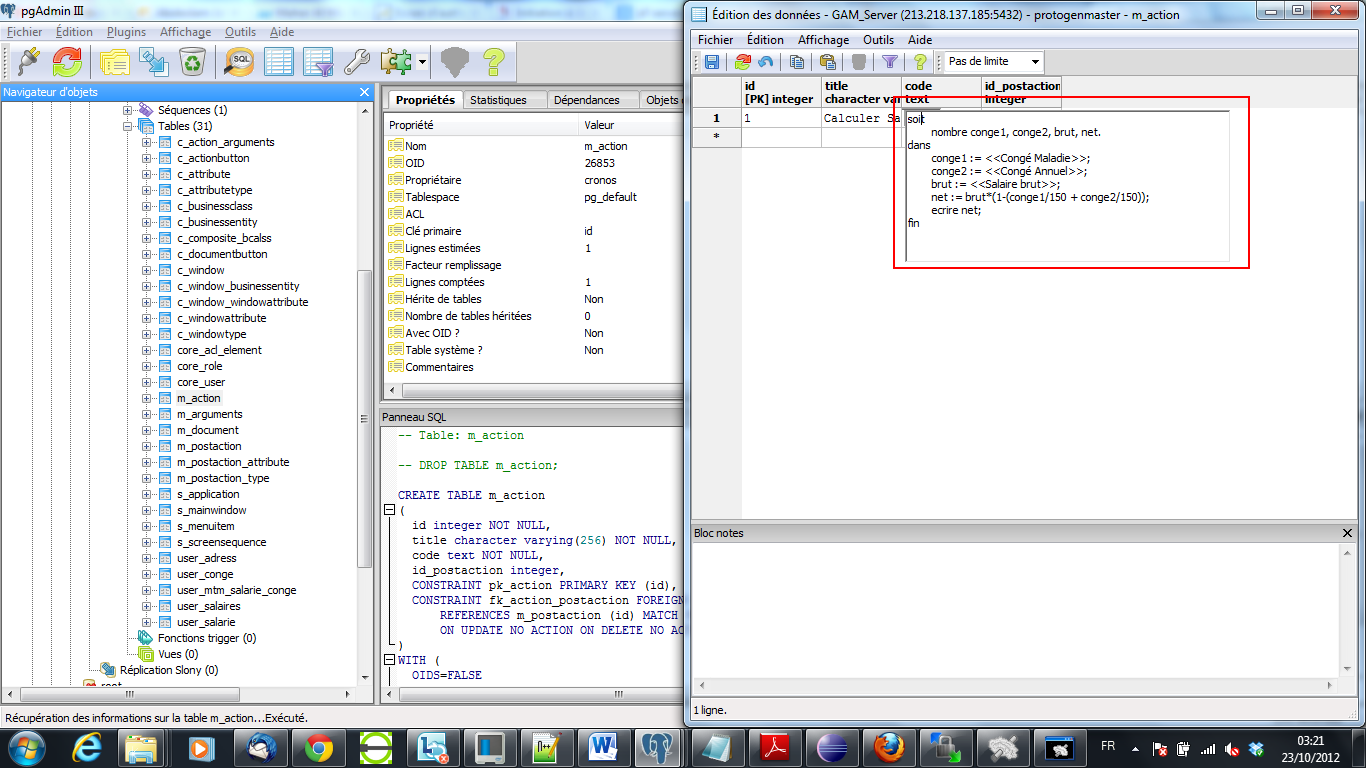 pgAdmin III
Fichier Édition Plugins Affichage Outils Aide
SQL
Navigateur d'objets
Séquences (1)
Tables (31)
c_action_arguments
c_actionbutton
c_attribute
c_attributetype
c_businessclass
c_businessentity
c_composite_bcalss
c_documentbutton
c_window
c_window_businessentity
c_window_windowattribute
c_windowattribute
c_windowtype
core_acl_element
core_role
core_user
m_action
m_arguments
m_document
m_postaction
m_postaction_attribute
m_postaction_type
s_application
s_mainwindow
s_menuitem
s_screensequence
user_adress
user_conge
user_mtm_salarie_conge
user_salaires
user_salarie
Fonctions trigger (0)
Vues (0)
Réplication Slony (0)
Propriétés Statistiques Dépendances Objets
Propriété Valeur
Nom m_action
OID 26853
Propriétaire cronos
Tablespace pg_default
ACL
Clé primaire id
Lignes estimées 1
Facteur remplissage
Lignes comptées 1
Hérite de tables Non
Nombre de tables héritées 0
Avec OID ? Non
Table système ? Non
Commentaires
Panneau SQL
-- Table: m_action
-- DROP TABLE m_action;
CREATE TABLE m_action
(
id integer NOT NULL,
title character varying(256) NOT NULL,
code text NOT NULL,
id_postaction integer,
CONSTRAINT pk_action PRIMARY KEY (id),
CONSTRAINT fk_action_postaction FOREIGN
REFERENCES m_postaction (id) MATCH
ON UPDATE NO ACTION ON DELETE NO AC
)
WITH (
OIDS=FALSE
Récupération des informations sur la table m_action...Exécuté.
Édition des données - GAM_Server (213.218.137.185:5432) - protogenmaster - m_action
Fichier Édition Affichage Outils Aide
Pas de limite
id title code id_postaction
[PK] integer character var text integer
1 1 Calculer Sa
*
soit
nombre conge1, conge2, brut, net.
dans
conge1 := <<Congé Maladie>>;
conge2 := <<Congé Annuel>>;
brut := <<Salaire brut>>;
net := brut*(1-(conge1/150 + conge2/150));
ecrire net;
fin
Bloc notes
1 ligne.
FR
03:21
23/10/2012